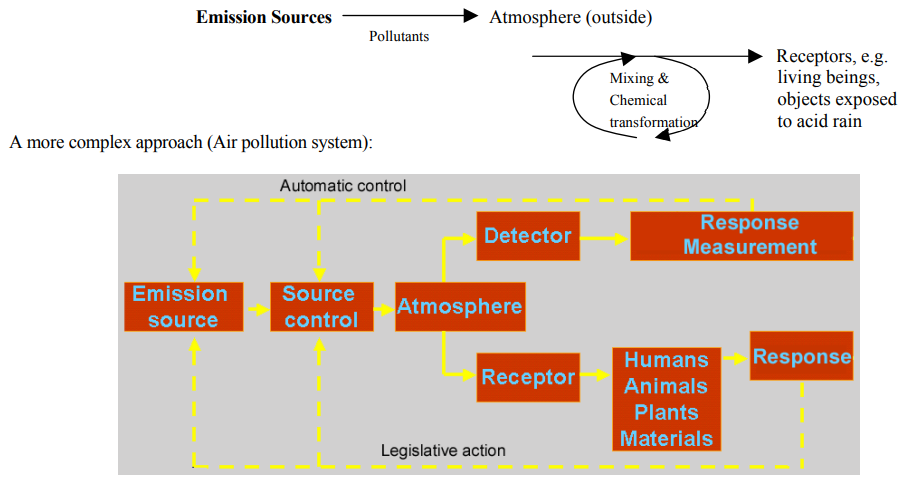 Emission Sources
Pollutants
Atmosphere (outside)
Mixing &
Chemical
transformation
Receptors, e.g.
living beings,
objects exposed
to acid rain
A more complex approach (Air pollution system):
Automatic control
Detector
Response
Measurement
Emission
source
Source
control
Atmosphere
Receptor
Humans
Animals
Plants
Materials
Response
Legislative action